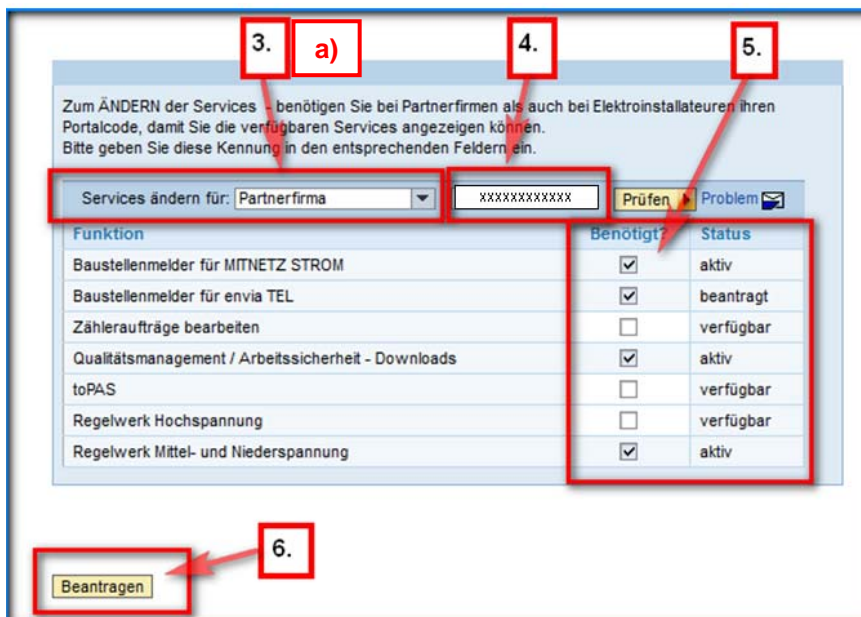 3. a) 4. 5.
Zum ÄNDERN der Services - benötigen Sie bei Partnerfirmen als auch bei Elektroinstallateuren ihren
Portalcode, damit Sie die verfügbaren Services angezeigen können.
Bitte geben Sie diese Kennung in den entsprechenden Feldern ein.
Services ändern für: Partnerfirma xxxxxxxxxxxx Prüfen Problem
Funktion Benötigt? Status
Baustellenmelder für MITNETZ STROM aktiv
Baustellenmelder für envia TEL beantragt
Zähleraufträge bearbeiten verfügbar
Qualitätsmanagement / Arbeitssicherheit - Downloads aktiv
toPAS verfügbar
Regelwerk Hochspannung verfügbar
Regelwerk Mittel- und Niederspannung aktiv
6.
Beantragen